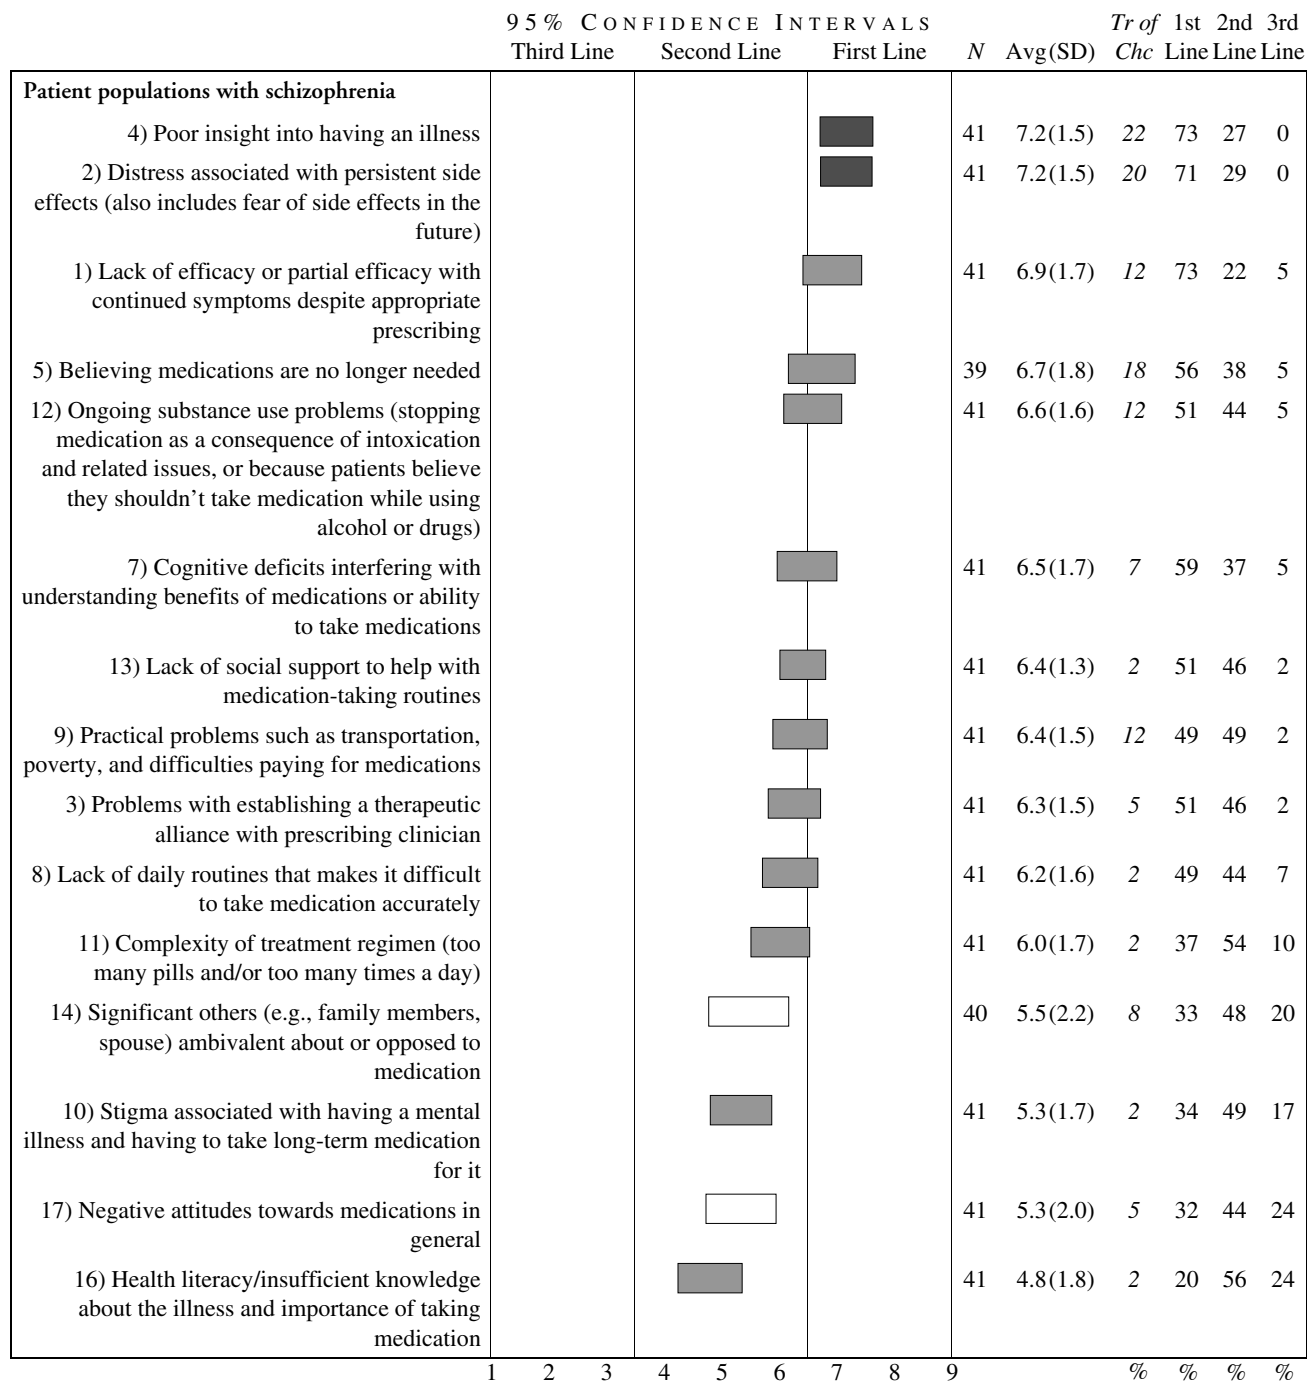 95% CONFIDENCE INTERVALS Tr of 1st 2nd 3rd
Third Line Second Line First Line N Avg(SD) Chc Line Line Line
Patient populations with schizophrenia
4) Poor insight into having an illness 41 7.2(1.5) 22 73 27 0
2) Distress associated with persistent side 41 7.2(1.5) 20 71 29 0
effects (also includes fear of side effects in the
future)
1) Lack of efficacy or partial efficacy with 41 6.9(1.7) 12 73 22 5
continued symptoms despite appropriate
prescribing
5) Believing medications are no longer needed 39 6.7(1.8) 18 56 38 5
12) Ongoing substance use problems (stopping 41 6.6(1.6) 12 51 44 5
medication as a consequence of intoxication
and related issues, or because patients believe
they shouldn't take medication while using
alcohol or drugs)
7) Cognitive deficits interfering with 41 6.5(1.7) 7 59 37 5
understanding benefits of medications or ability
to take medications
13) Lack of social support to help with 41 6.4(1.3) 2 51 46 2
medication-taking routines
9) Practical problems such as transportation, 41 6.4(1.5) 12 49 49 2
poverty, and difficulties paying for medications
3) Problems with establishing a therapeutic 41 6.3(1.5) 5 51 46 2
alliance with prescribing clinician
8) Lack of daily routines that makes it difficult 41 6.2(1.6) 2 49 44 7
to take medication accurately
11) Complexity of treatment regimen (too 41 6.0(1.7) 2 37 54 10
many pills and/or too many times a day)
14) Significant others (e.g., family members, 40 5.5(2.2) 8 33 48 20
spouse) ambivalent about or opposed to
medication
10) Stigma associated with having a mental 41 5.3(1.7) 2 34 49 17
illness and having to take long-term medication
for it
17) Negative attitudes towards medications in 41 5.3(2.0) 5 32 44 24
general
16) Health literacy/insufficient knowledge 41 4.8(1.8) 2 20 56 24
about the illness and importance of taking
medication
1 2 3 4 5 6 7 8 9 % % % %